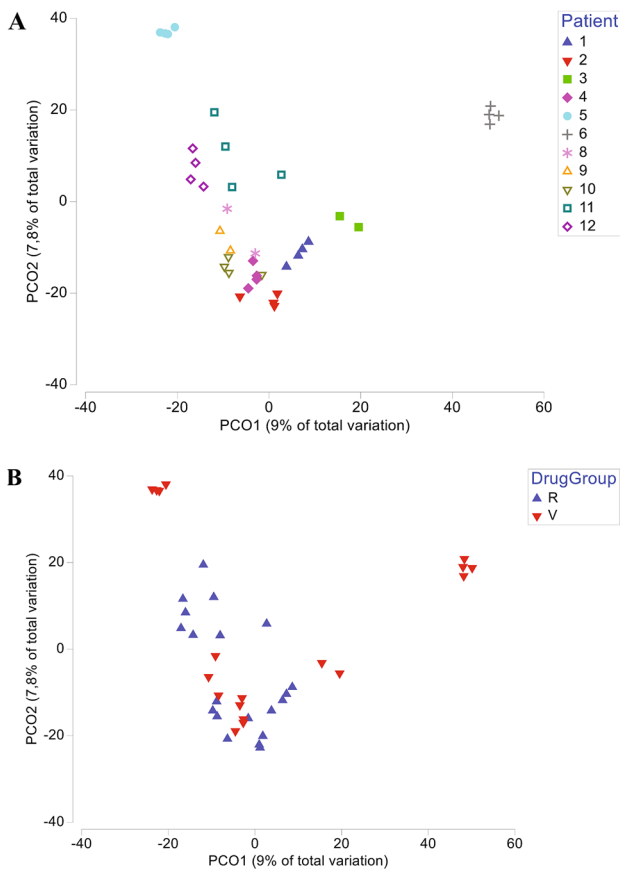 A
40
20
0
-20
-40
PCO2 (7,8% of total variation)
-40 -20 0 20 40 60
PCO1 (9% of total variation)
Patient
1
2
3
4
5
6
8
9
10
11
12
B
40
20
0
-20
-40
PCO2 (7,8% of total variation)
-40 -20 0 20 40 60
PCO1 (9% of total variation)
DrugGroup
R
V